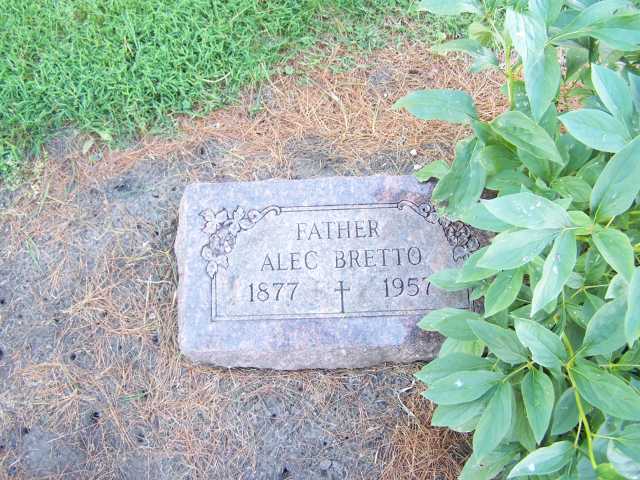 FATHER
ALEC BRETTO
1877 † 1957